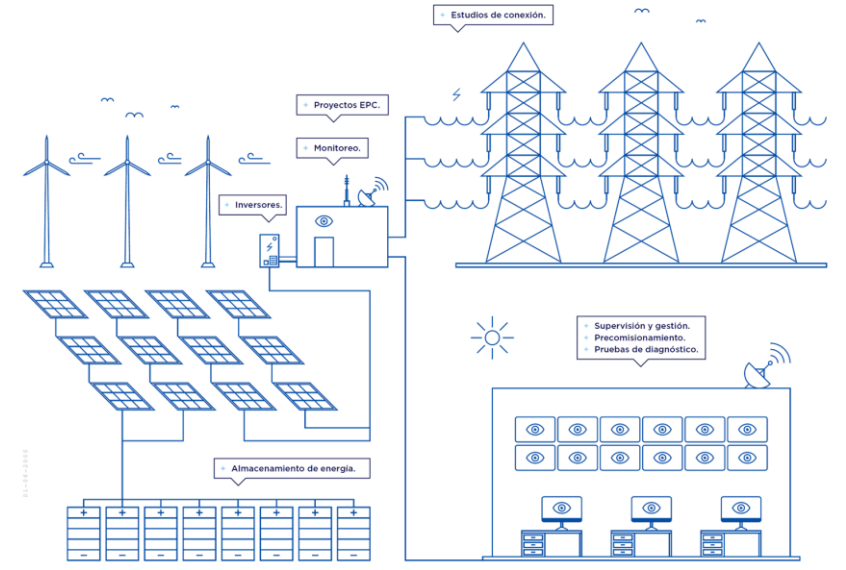 Estudios de conexión.
Proyectos EPC.
Monitoreo.
Inversores.
Supervisión y gestión.
Precomisionamiento.
Pruebas de diagnóstico.
Almacenamiento de energía.